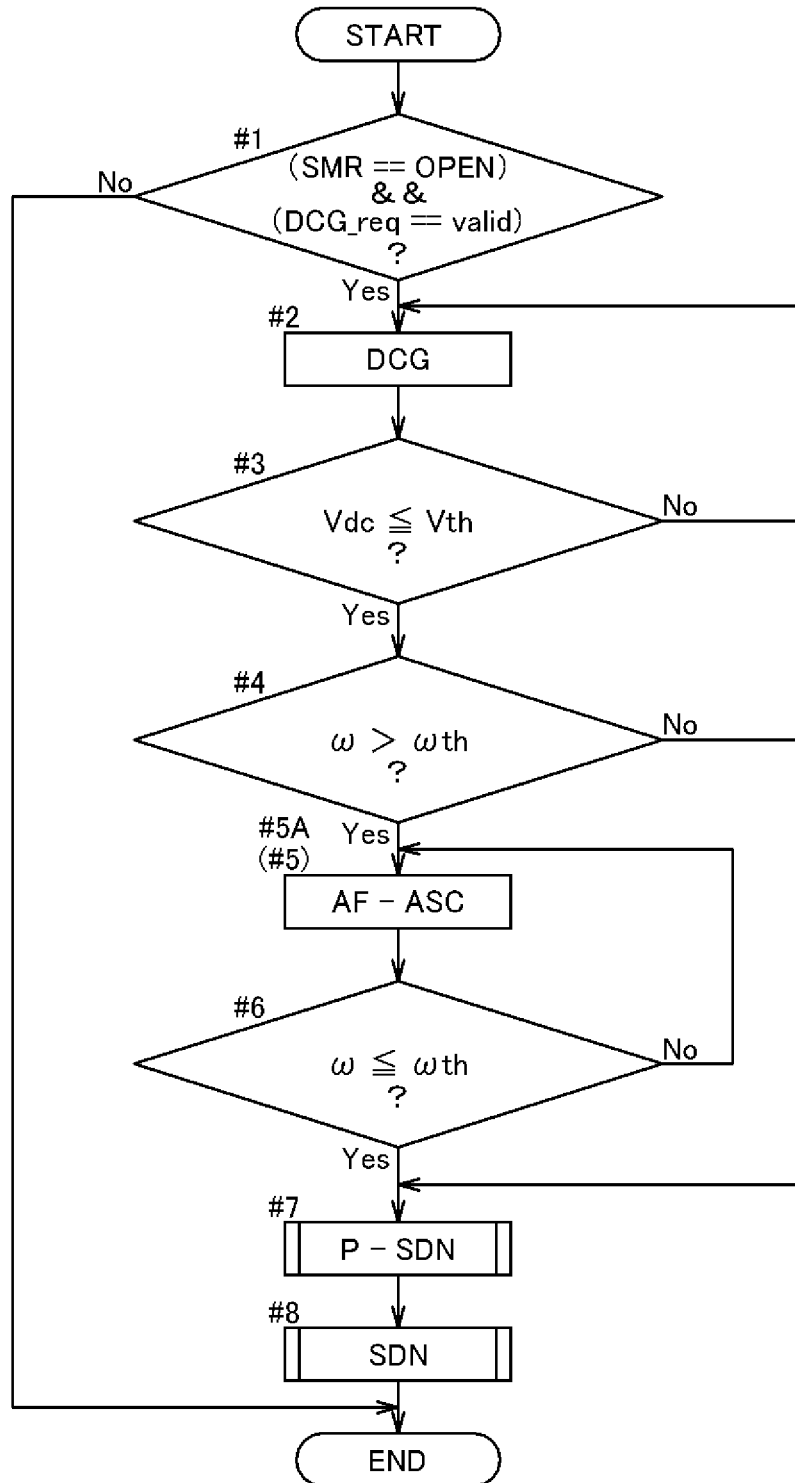 START
#1
(SMR == OPEN)
& &
(DCG_req == valid)
?
No
Yes
#2
DCG
#3
Vdc ≦ Vth
?
No
Yes
#4
ω > ωth
?
No
#5A
(#5)
Yes
AF − ASC
#6
ω ≦ ωth
?
No
Yes
#7
P − SDN
#8
SDN
END